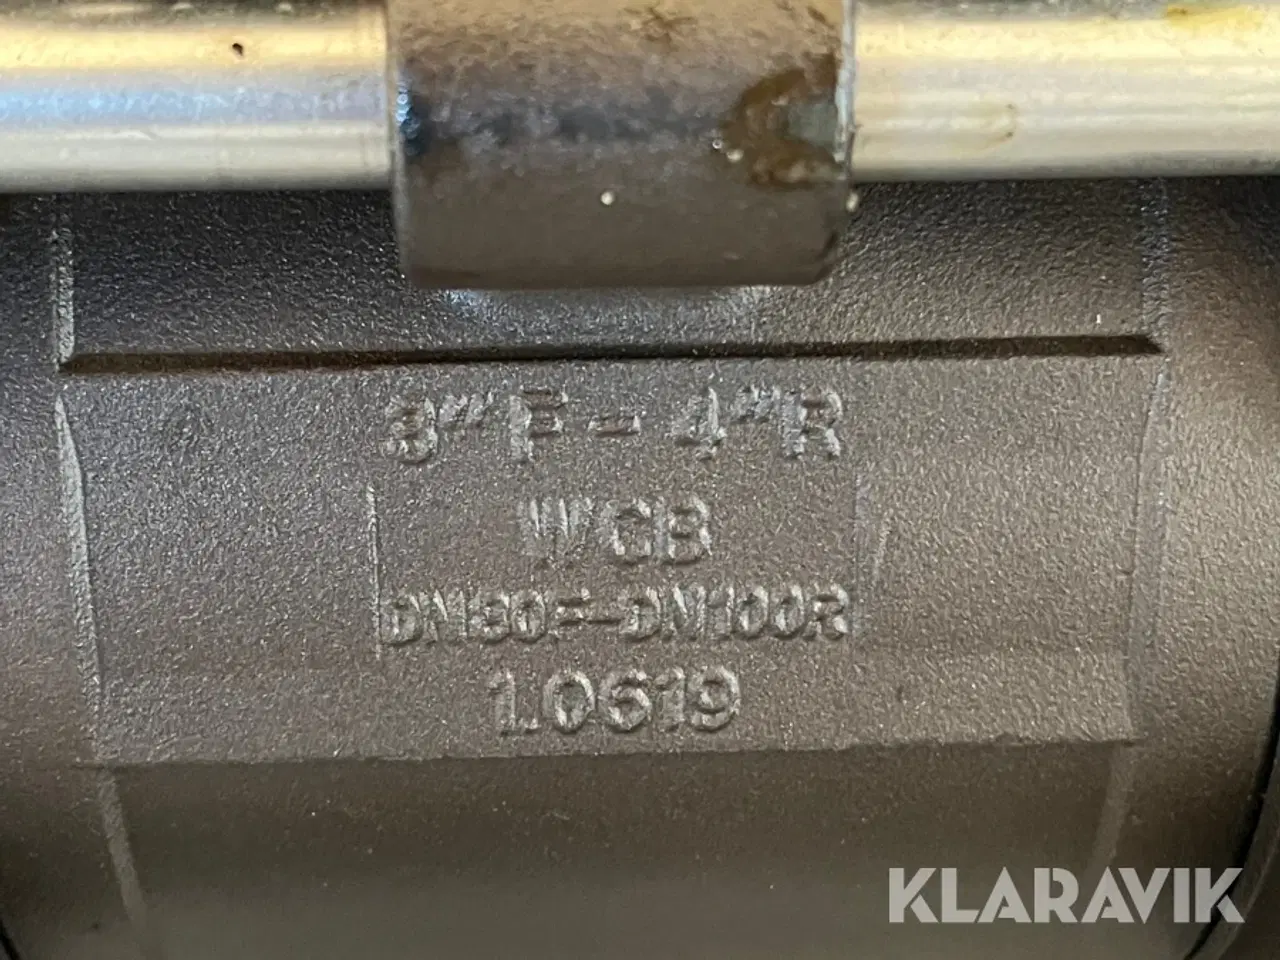 3"F-4"R
WCB
DN80F-DN100R
1.0619
KLARAVIK